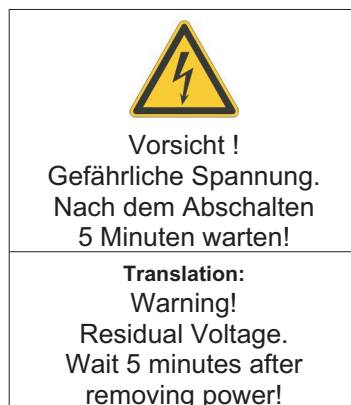 Vorsicht !
Gefährliche Spannung.
Nach dem Abschalten
5 Minuten warten!
Translation:
Warning!
Residual Voltage.
Wait 5 minutes after
removing power!